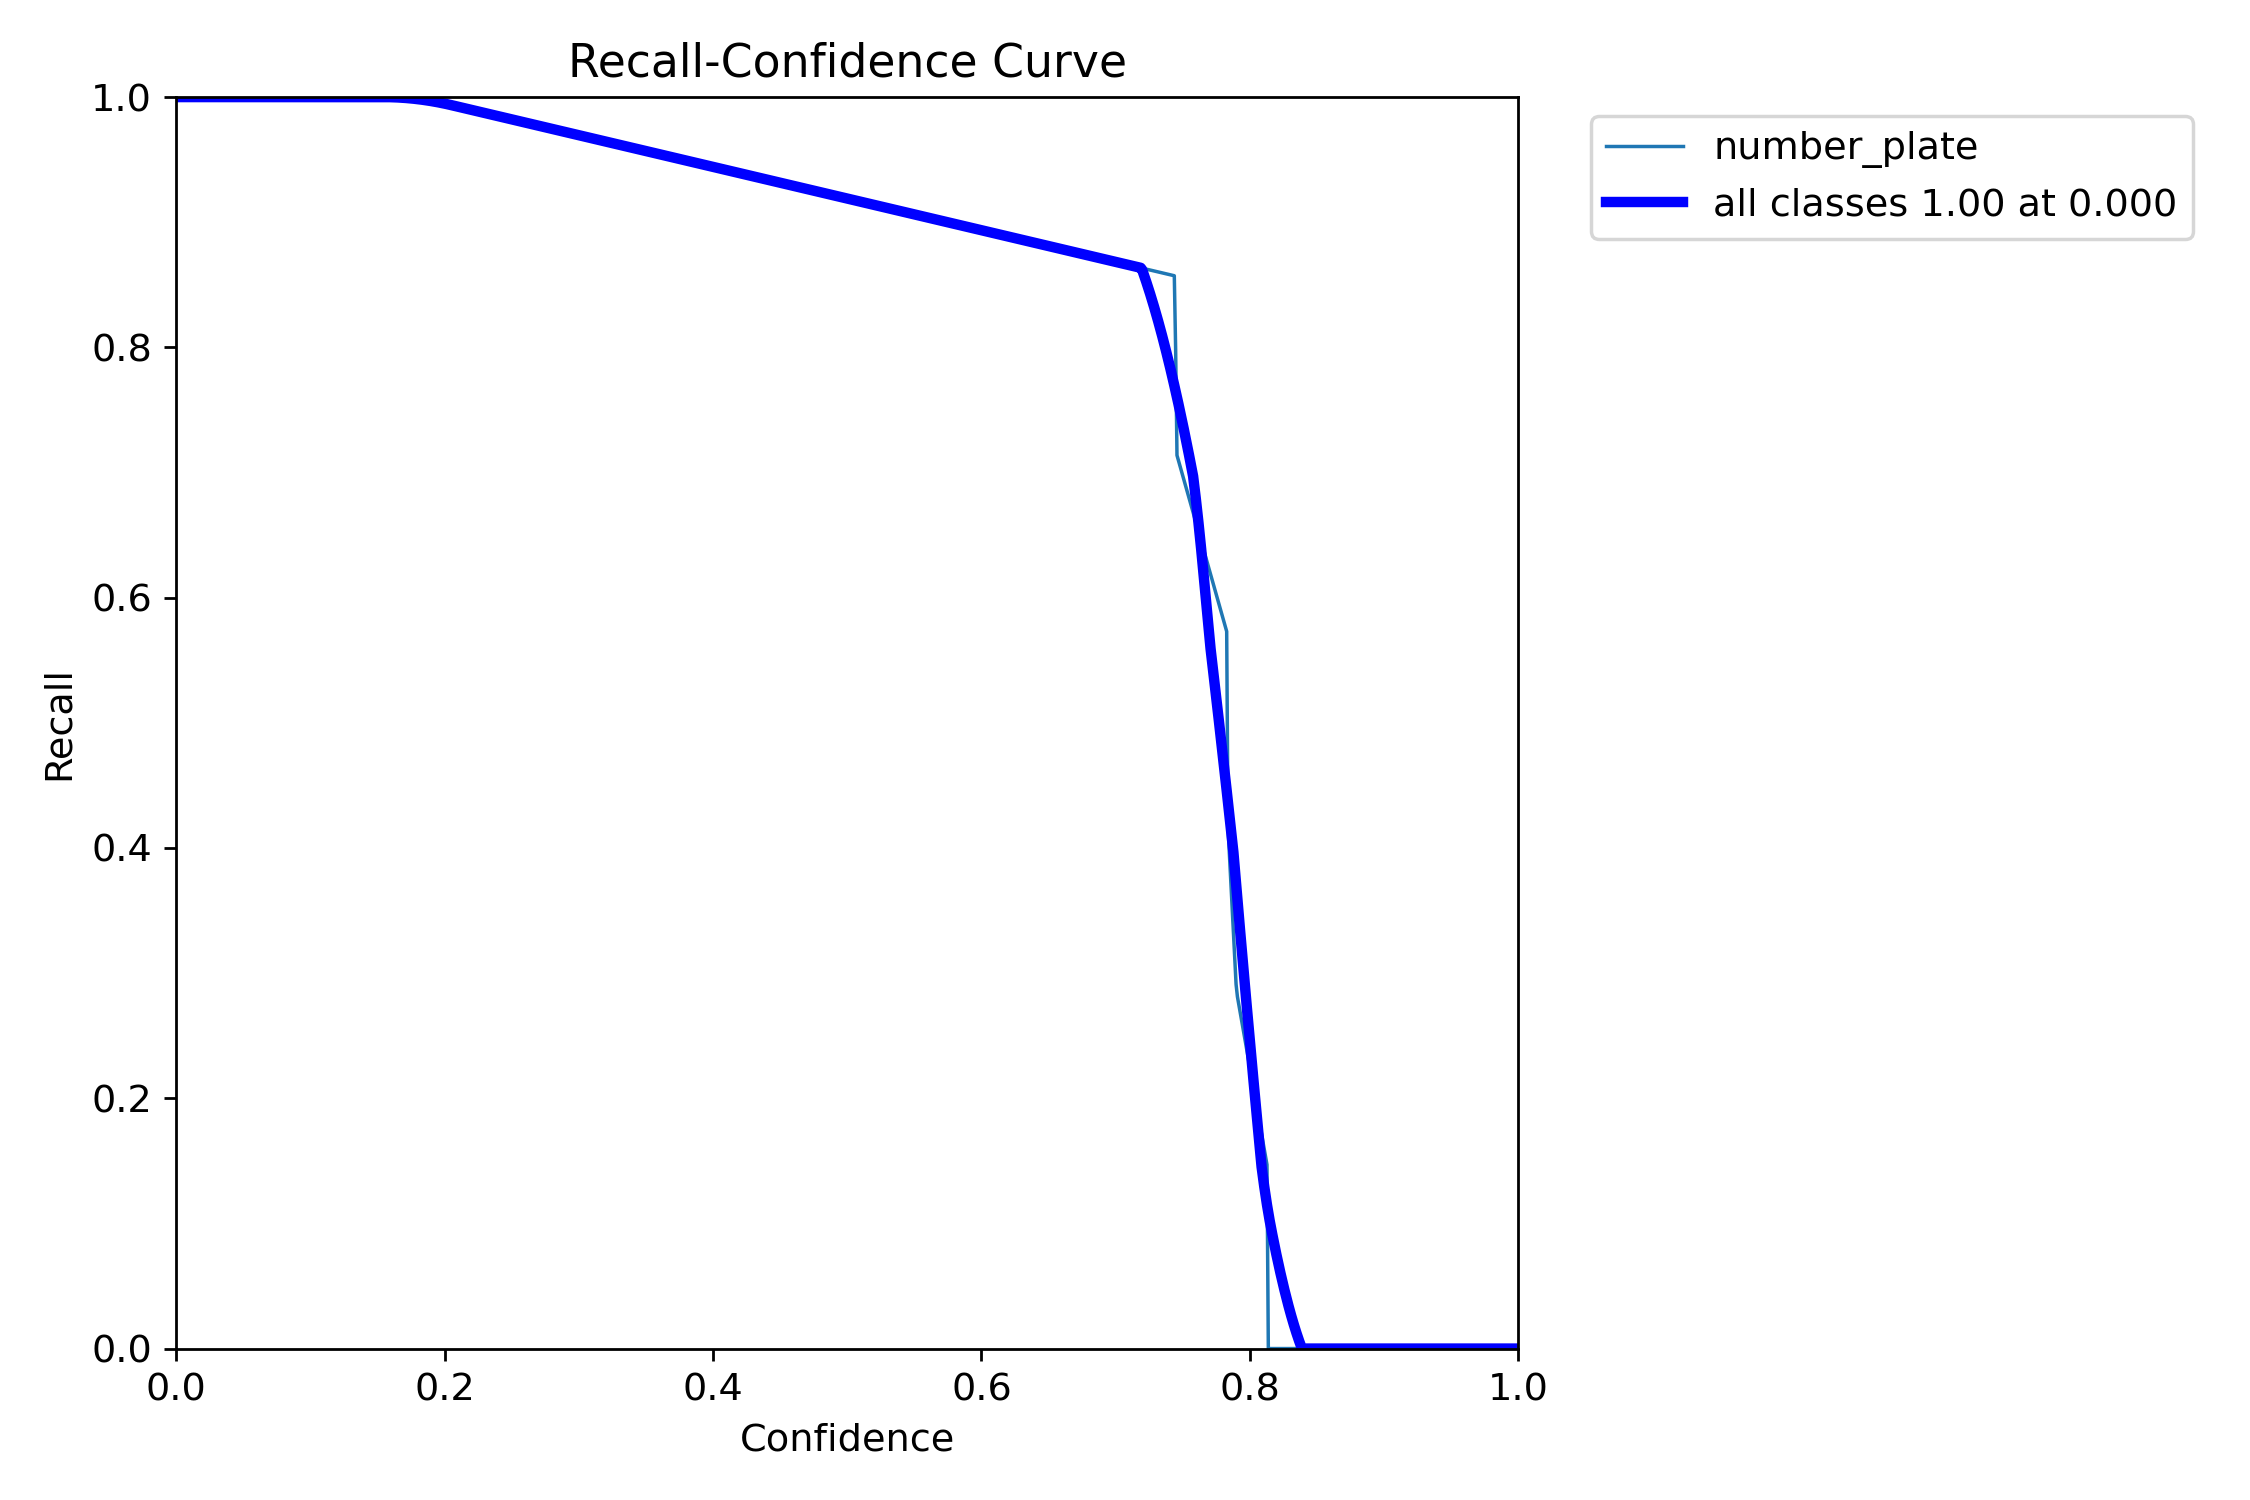 Recall-Confidence Curve
number_plate
all classes 1.00 at 0.000
1.0
0.8
0.6
0.4
0.2
0.0
Recall
0.0 0.2 0.4 0.6 0.8 1.0
Confidence